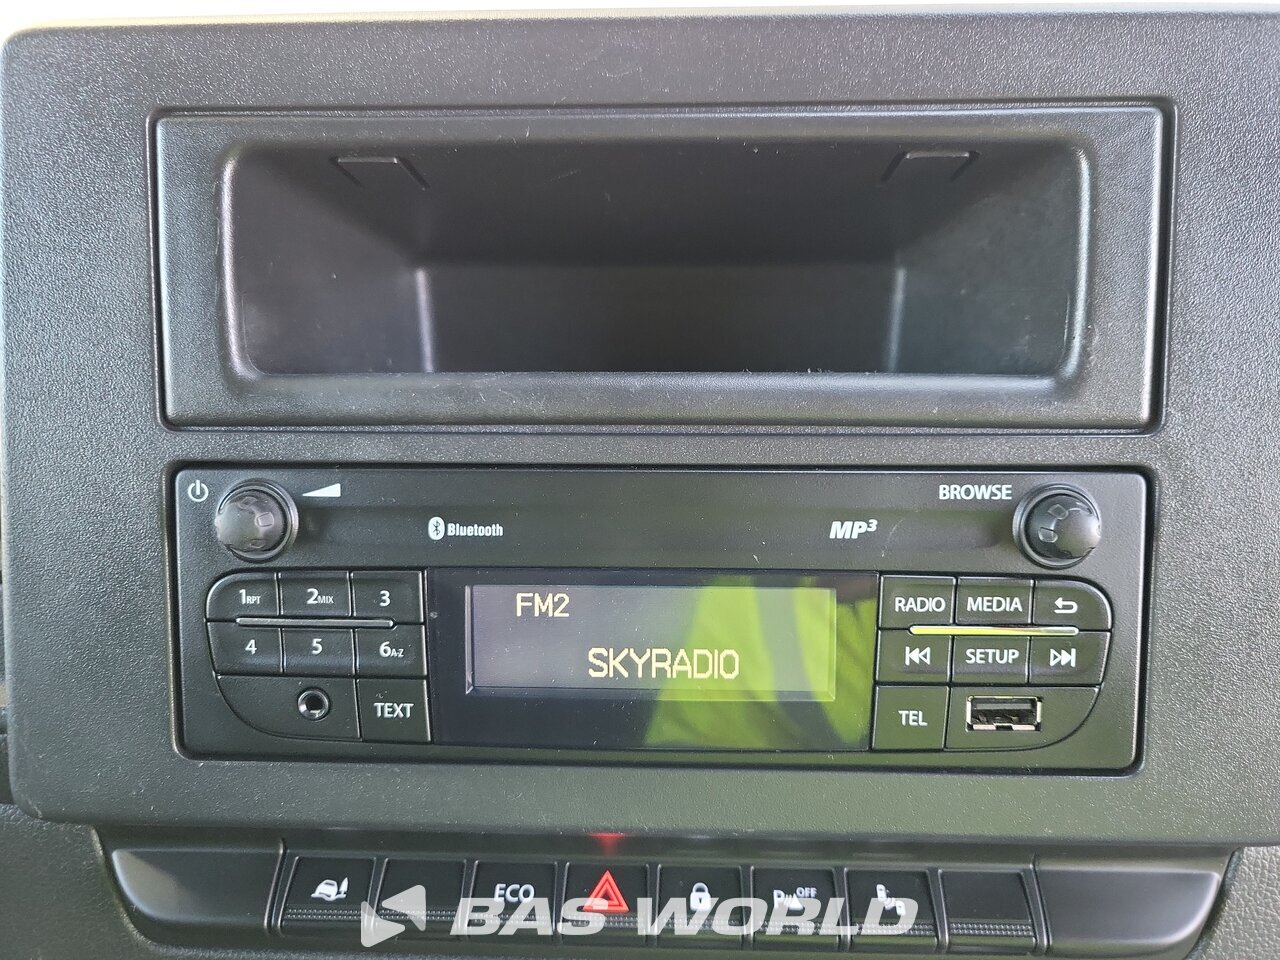 BROWSE
Bluetooth
MP3
1RPT 2MIX 3
FM2
RADIO MEDIA
4 5 6A-Z
SKYRADIO
SETUP
TEXT
TEL
ECO
P OFF
BAS WORLD